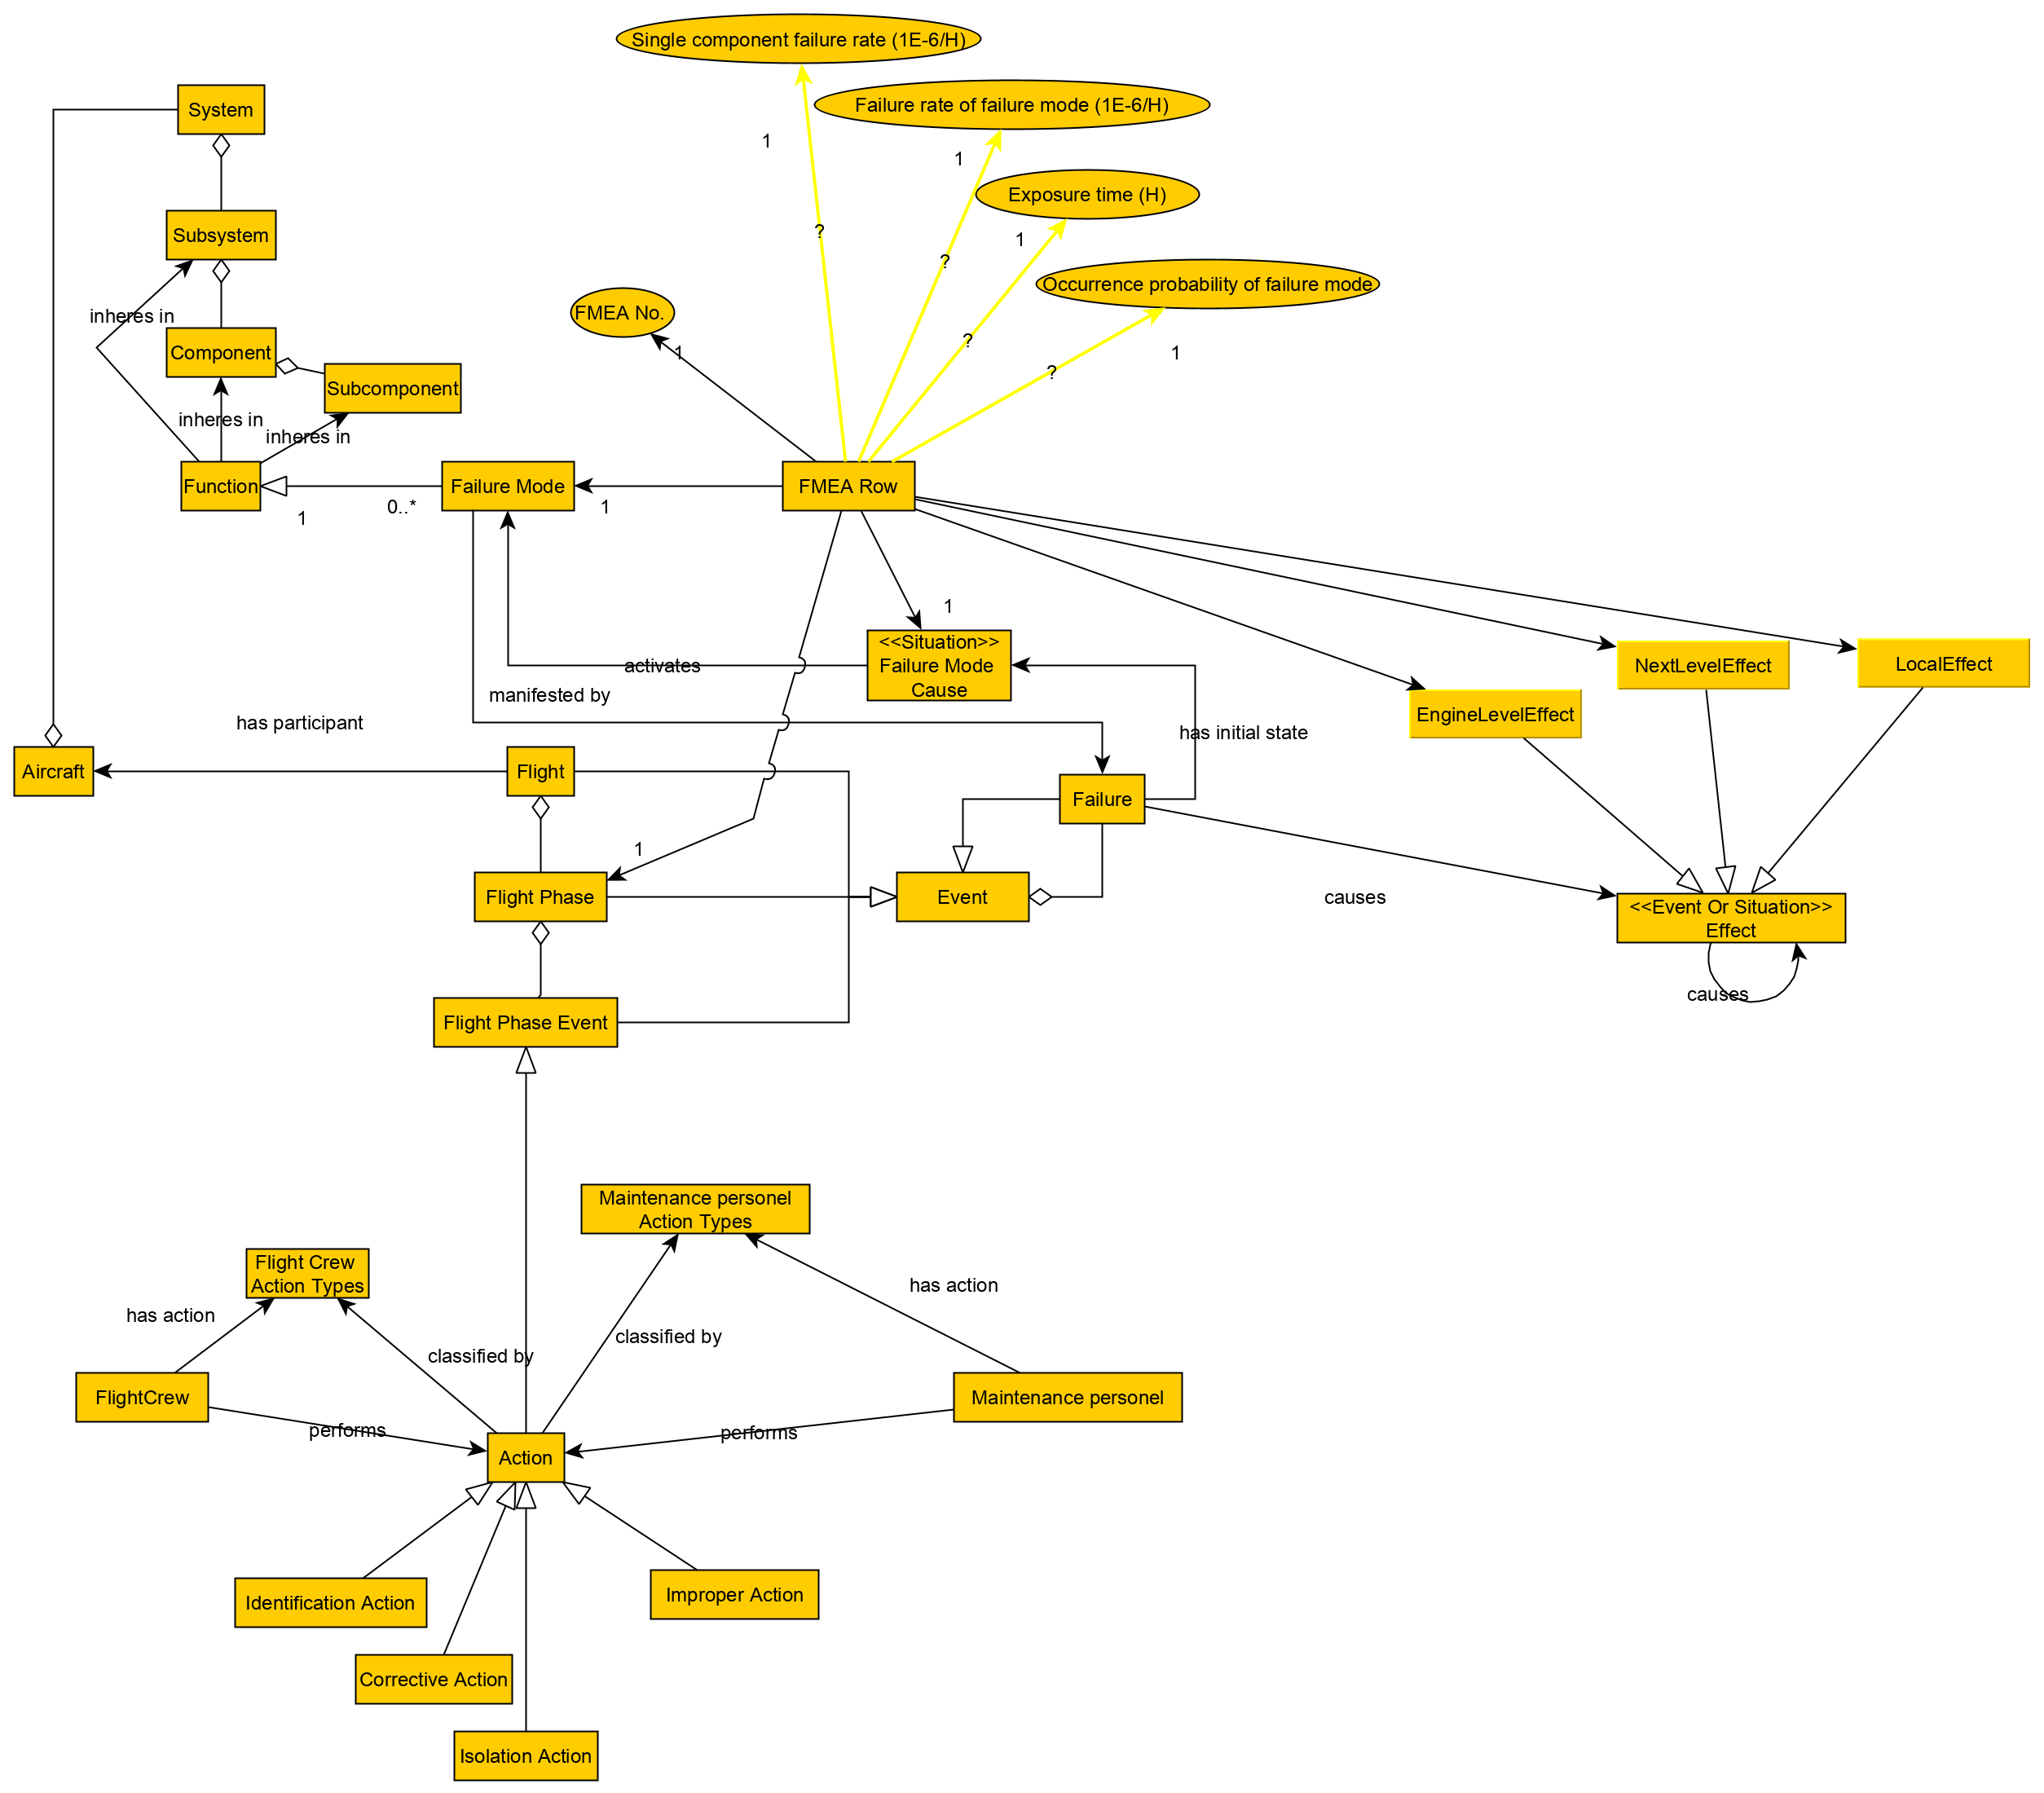 Single component failure rate (1E-6/H)
System
Failure rate of failure mode (1E-6/H)
1
1
Exposure time (H)
Subsystem
?
1
?
Occurrence probability of failure mode
FMEA No.
inheres in
?
1
1
Component
?
Subcomponent
inheres in
inheres in
Function
Failure Mode
FMEA Row
1
0..*
1
1
<<Situation>>
Failure Mode
Cause
activates
NextLevelEffect
LocalEffect
manifested by
EngineLevelEffect
has participant
has initial state
Aircraft
Flight
Failure
1
Flight Phase
Event
causes
<<Event Or Situation>>
Effect
causes
Flight Phase Event
Maintenance personel
Action Types
Flight Crew
Action Types
has action
has action
classified by
classified by
FlightCrew
Maintenance personel
performs
performs
Action
Identification Action
Improper Action
Corrective Action
Isolation Action